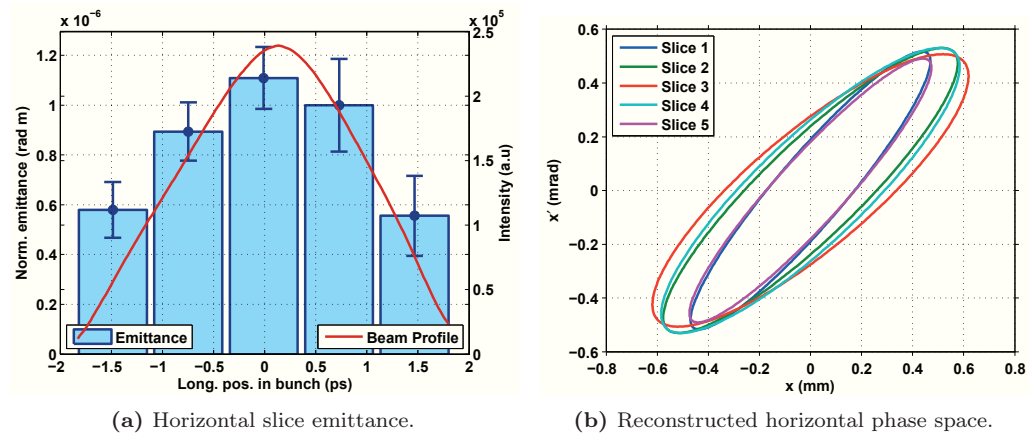 x 10⁻⁶
x 10⁵
Norm. emittance (rad m)
1.2
1
0.8
0.6
0.4
0.2
0
2.5
2.0
1.5
1.0
0.5
0
Intensity (a.u)
Emittance
Beam Profile
−2 −1.5 −1 −0.5 0 0.5 1 1.5 2
Long. pos. in bunch (ps)
(a) Horizontal slice emittance.
x' (mrad)
0.6
0.4
0.2
0
−0.2
−0.4
−0.6
Slice 1
Slice 2
Slice 3
Slice 4
Slice 5
−0.8 −0.6 −0.4 −0.2 0 0.2 0.4 0.6 0.8
x (mm)
(b) Reconstructed horizontal phase space.